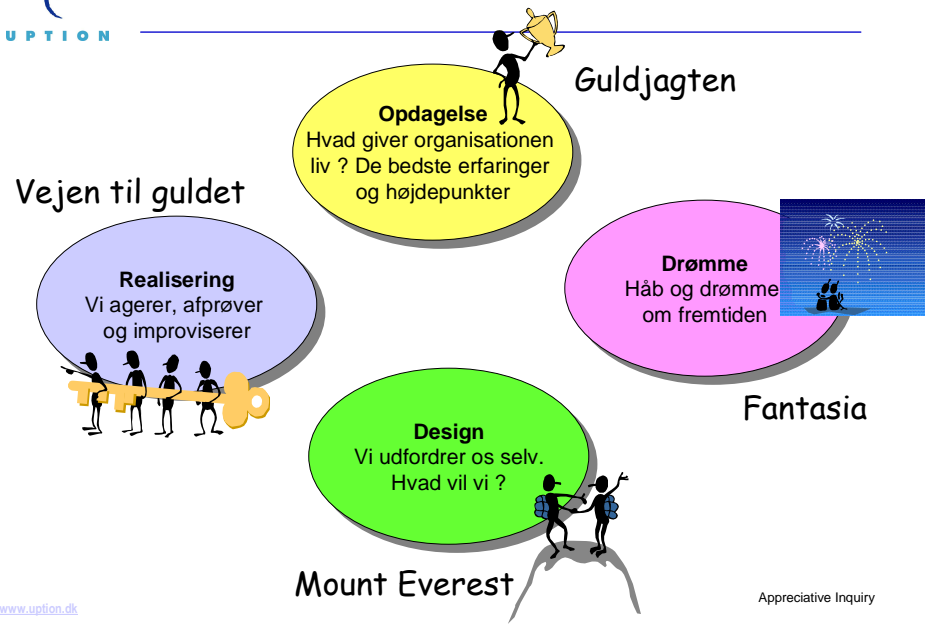 UPTION
Guldjagten
Opdagelse
Hvad giver organisationen
liv ? De bedste erfaringer
og højdepunkter
Vejen til guldet
Realisering
Vi agerer, afprøver
og improviserer
Drømme
Håb og drømme
om fremtiden
Fantasia
Design
Vi udfordrer os selv.
Hvad vil vi ?
Mount Everest
www.uption.dk
Appreciative Inquiry